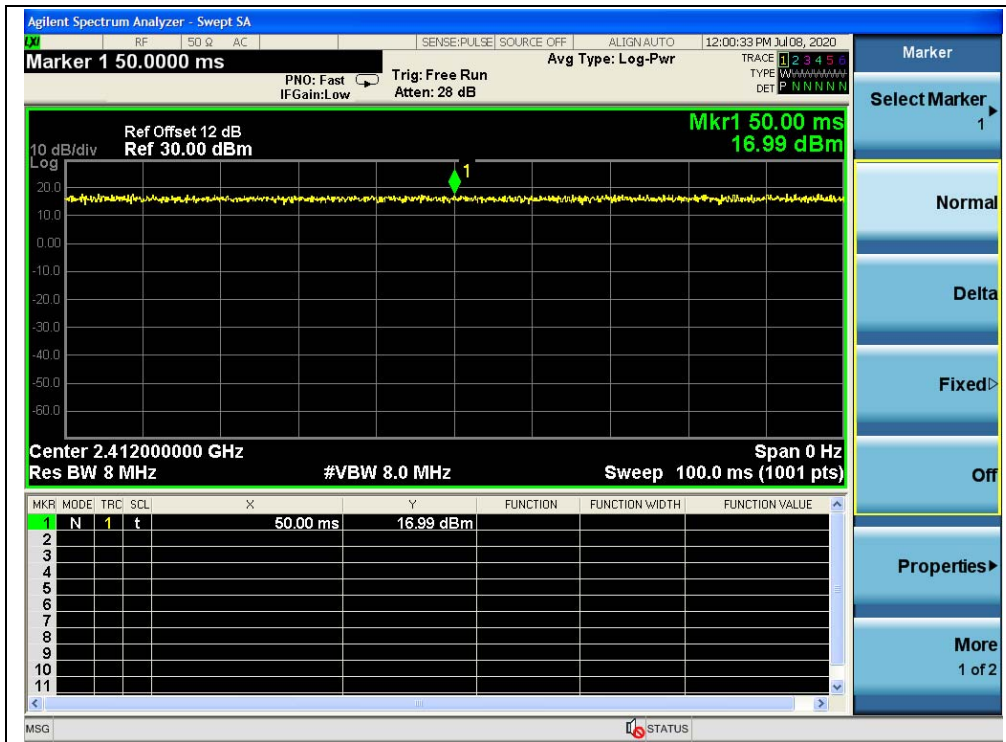 Agilent Spectrum Analyzer - Swept SA
LXI RF 50 Ω AC SENSE:PULSE SOURCE OFF ALIGN AUTO 12:00:33 PM Jul 08, 2020
Marker 1 50.0000 ms
PNO: Fast
IFGain:Low
Trig: Free Run
Atten: 28 dB
Avg Type: Log-Pwr
TRACE 1 2 3 4 5 6
TYPE
DET P N N N N N
Ref Offset 12 dB
Ref 30.00 dBm
10 dB/div
Log
Mkr1 50.00 ms
16.99 dBm
1
20.0
10.0
0.00
-10.0
-20.0
-30.0
-40.0
-50.0
-60.0
Center 2.412000000 GHz
Span 0 Hz
Res BW 8 MHz
#VBW 8.0 MHz
Sweep 100.0 ms (1001 pts)
MKR MODE TRC SCL X Y FUNCTION FUNCTION WIDTH FUNCTION VALUE
1 N 1 t 50.00 ms 16.99 dBm
2
3
4
5
6
7
8
9
10
11
MSG
STATUS
Marker
Select Marker
1
Normal
Delta
Fixed
Off
Properties
More
1 of 2